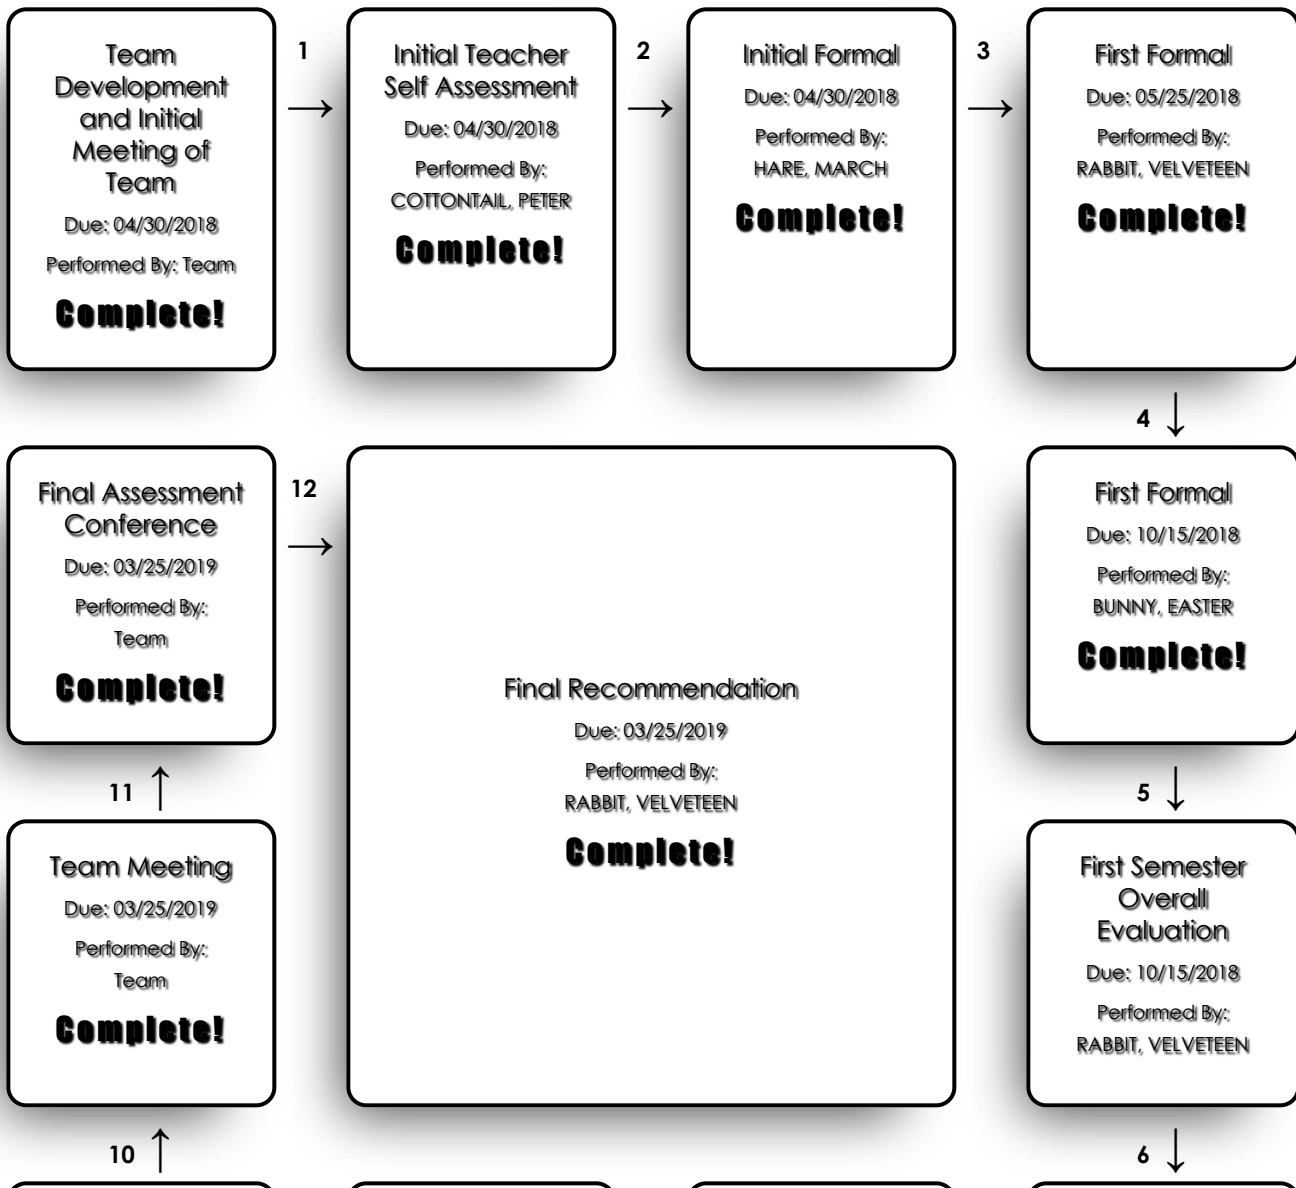 Team
Development
and Initial
Meeting of
Team
Due: 04/30/2018
Performed By: Team
Complete!
1
Initial Teacher
Self Assessment
Due: 04/30/2018
Performed By:
COTTONTAIL, PETER
Complete!
2
Initial Formal
Due: 04/30/2018
Performed By:
HARE, MARCH
Complete!
3
First Formal
Due: 05/25/2018
Performed By:
RABBIT, VELVETEEN
Complete!
4
First Formal
Due: 10/15/2018
Performed By:
BUNNY, EASTER
Complete!
5
First Semester
Overall
Evaluation
Due: 10/15/2018
Performed By:
RABBIT, VELVETEEN
6
10
Team Meeting
Due: 03/25/2019
Performed By:
Team
Complete!
11
Final Assessment
Conference
Due: 03/25/2019
Performed By:
Team
Complete!
12
Final Recommendation
Due: 03/25/2019
Performed By:
RABBIT, VELVETEEN
Complete!